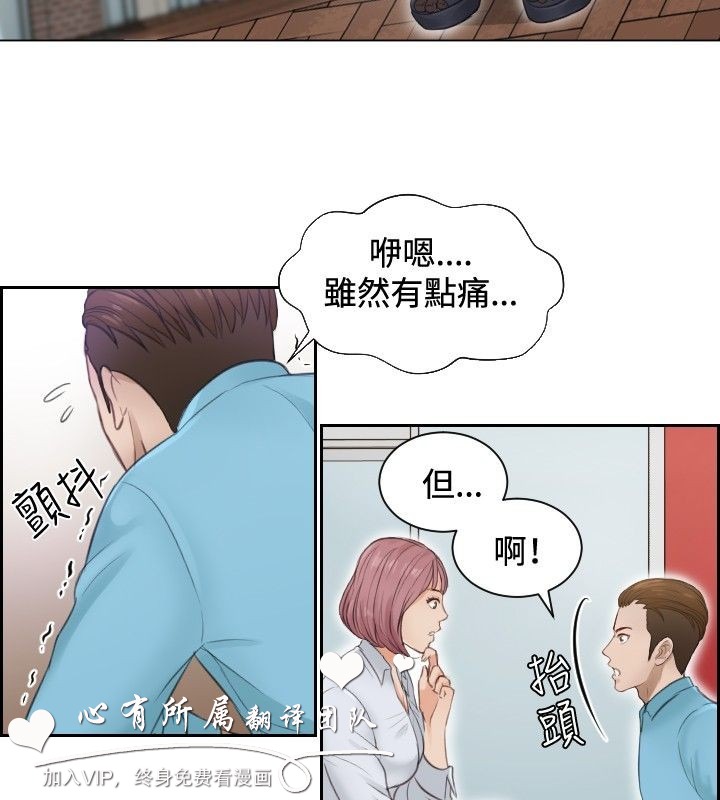 咿嗯....
雖然有點痛...
顫抖
但...
啊!
抬頭
心有所属翻译团队
加入VIP，终身免费看漫画